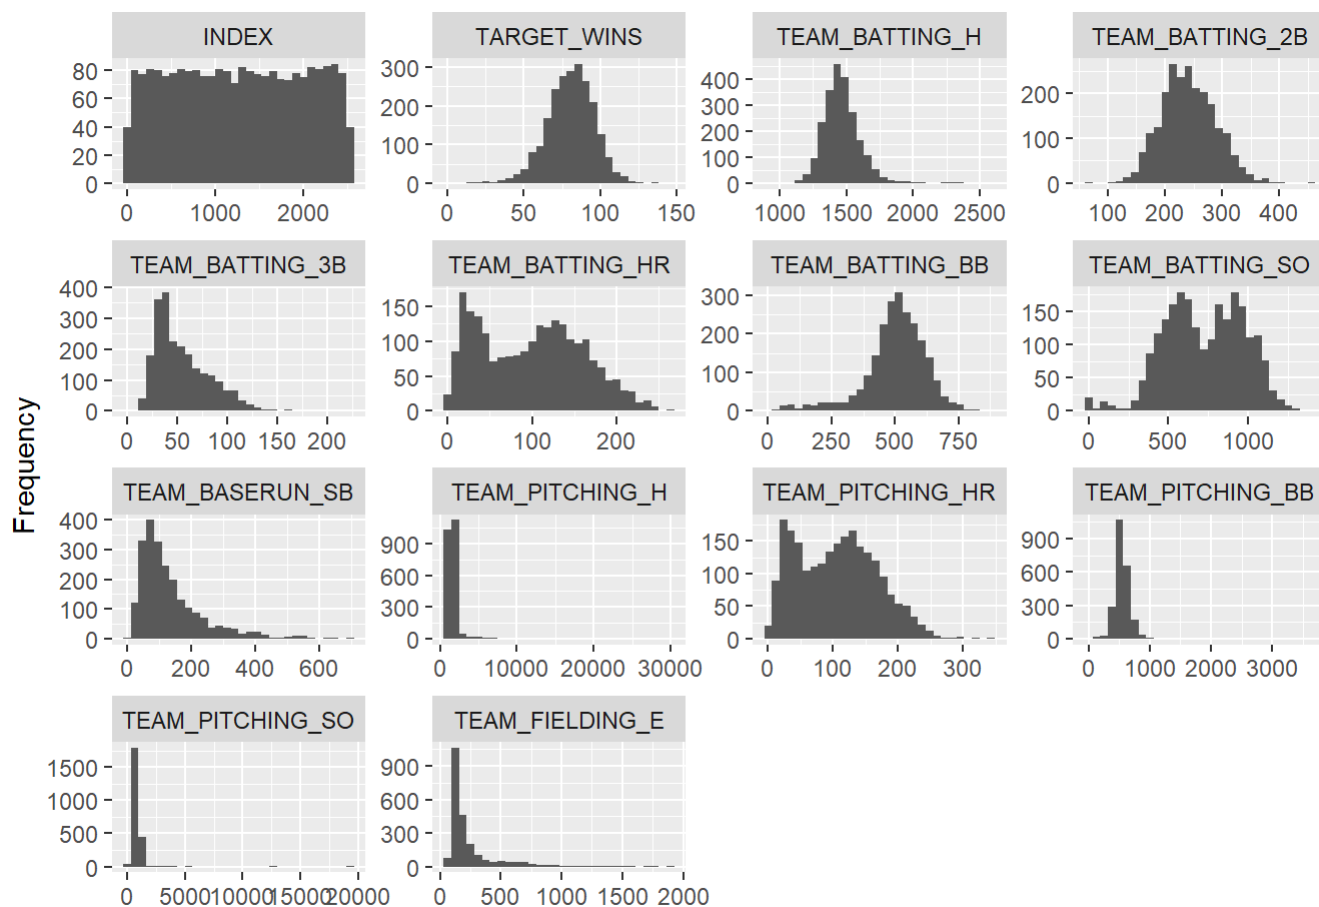 INDEX TARGET_WINS TEAM_BATTING_H TEAM_BATTING_2B
80 300 400 200
60 200 300 100
40 100 200 0
20 0 100
0 0
0 1000 2000 0 50 100 150 1000 1500 2000 2500 100 200 300 400
TEAM_BATTING_3B TEAM_BATTING_HR TEAM_BATTING_BB TEAM_BATTING_SO
400 150 300 150
300 100 200 100
200 50 100 50
100 0 0 0
0
0 50 100 150 200 0 100 200 0 250 500 750 0 500 1000
Frequency
TEAM_BASERUN_SB TEAM_PITCHING_H TEAM_PITCHING_HR TEAM_PITCHING_BB
400 900 150 900
300 600 100 600
200 300 50 300
100 0 0 0
0
0 200 400 600 0 10000 20000 30000 0 100 200 300 0 1000 2000 3000
TEAM_PITCHING_SO TEAM_FIELDING_E
1500 900
1000 600
500 300
0 0
0 5000 10000 15000 20000 0 500 1000 1500 2000